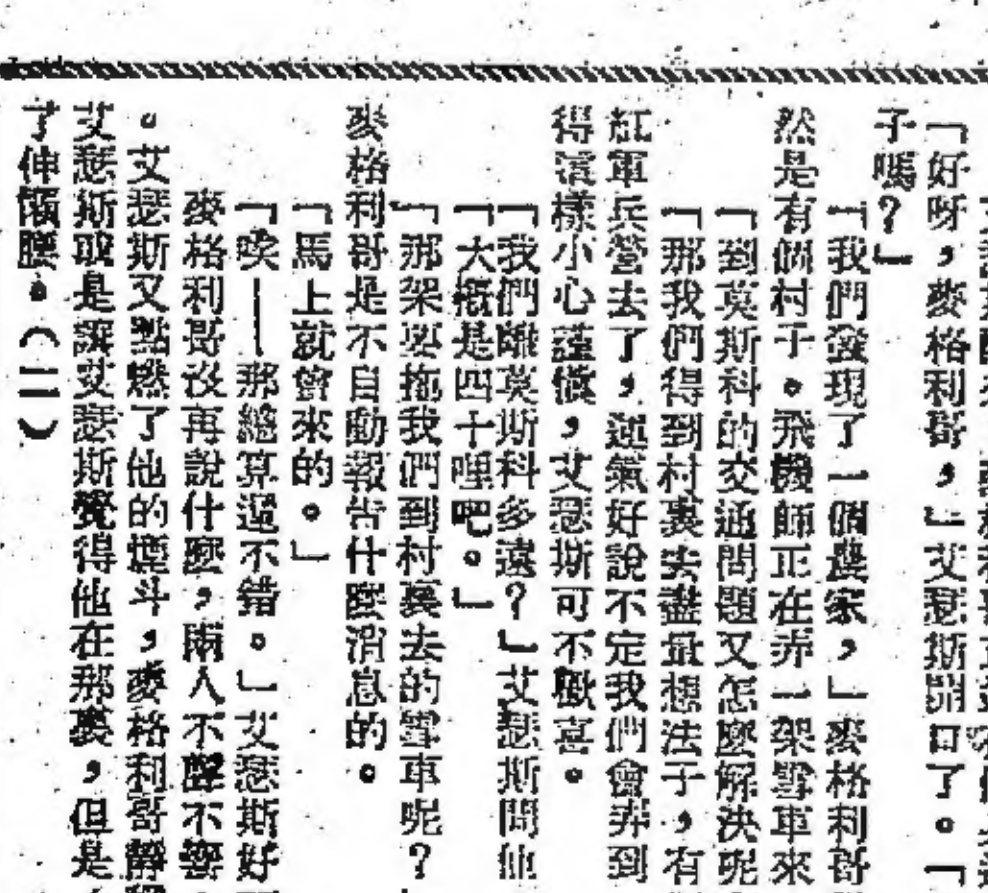 「好呀，麥格利哥，」艾瑟斯開口了。「
子嗎？」
「我們發現了一個農家，」麥格利哥
然是有個村子。飛機師正在弄一架雪車來
「到莫斯科的交通問題又怎麼解決呢
「那我們得到村裏去盡量想法子，有
紅軍兵營去了，運氣好說不定我們會弄到
得這樣小心謹慎，艾瑟斯可不歡喜。
「我們離莫斯科多遠？」艾瑟斯問他
「大概是四十哩吧。」
「那架要拖我們到村裏去的雪車呢？
麥格利哥是不自動報告什麼消息的。
「馬上就會來的。」
「唉——那總算還不錯。」艾瑟斯好
麥格利哥沒再說什麼，兩人不聲不響
。艾瑟斯又點燃了他的煙斗，麥格利哥靜
艾瑟斯或是讓艾瑟斯覺得他在那裏，但是
了伸懶腰。（二）